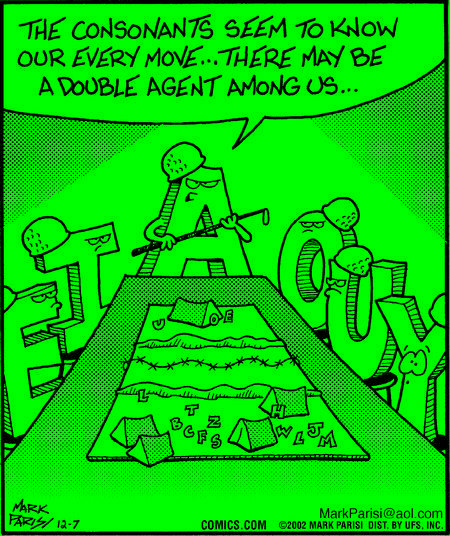 THE CONSONANTS SEEM TO KNOW
OUR EVERY MOVE...THERE MAY BE
A DOUBLE AGENT AMONG US...
E I A O U Y
U O E
L
T H
B C Z
F S W L J M
MARK
PARISI 12-7
MarkParisi@aol.com
COMICS.COM ©2002 MARK PARISI DIST. BY UFS, INC.